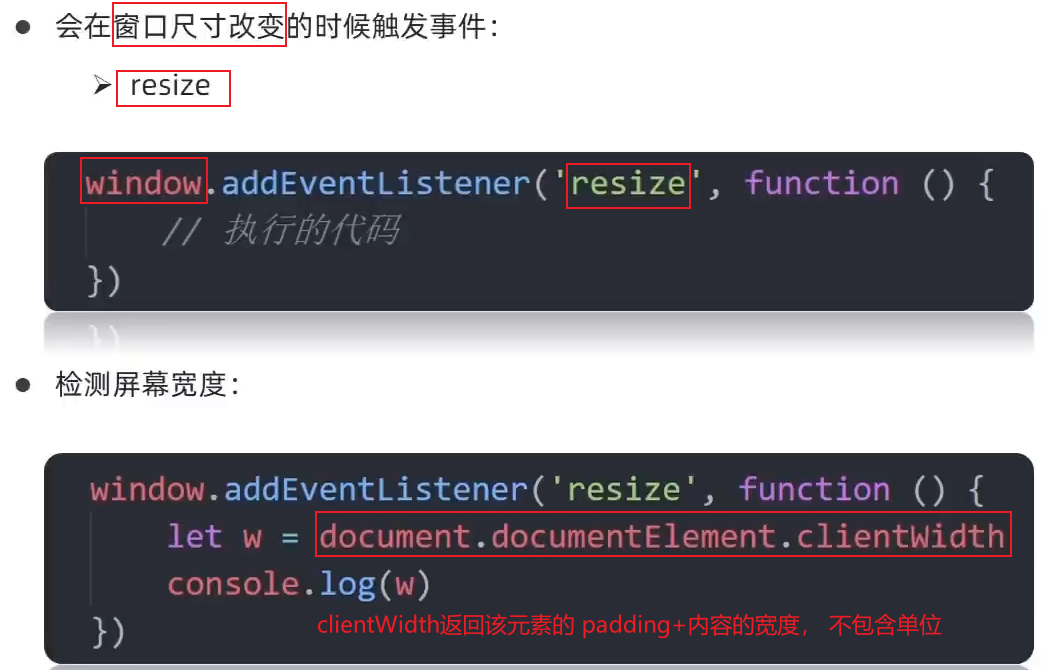 会在窗口尺寸改变的时候触发事件：
resize
window.addEventListener('resize', function () {
// 执行的代码
})
检测屏幕宽度：
window.addEventListener('resize', function () {
let w = document.documentElement.clientWidth
console.log(w)
})
clientWidth返回该元素的 padding+内容的宽度， 不包含单位